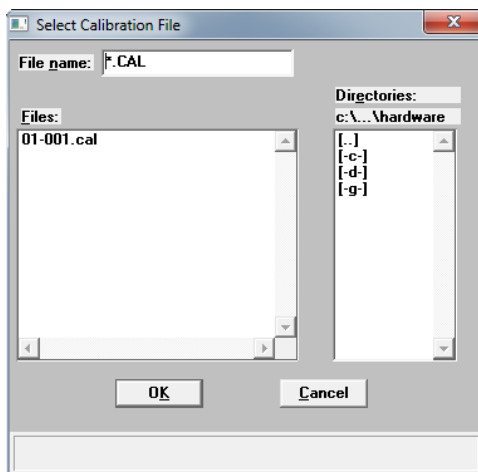 Select Calibration File
File name: *.CAL
Directories:
Files: c:\...\hardware
01-001.cal
[..]
[-c-]
[-d-]
[-g-]
OK Cancel